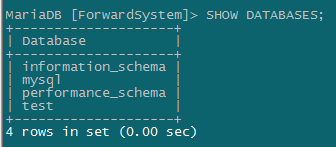 MariaDB [ForwardSystem]> SHOW DATABASES;
+--------------------+
| Database           |
+--------------------+
| information_schema |
| mysql              |
| performance_schema |
| test               |
+--------------------+
4 rows in set (0.00 sec)